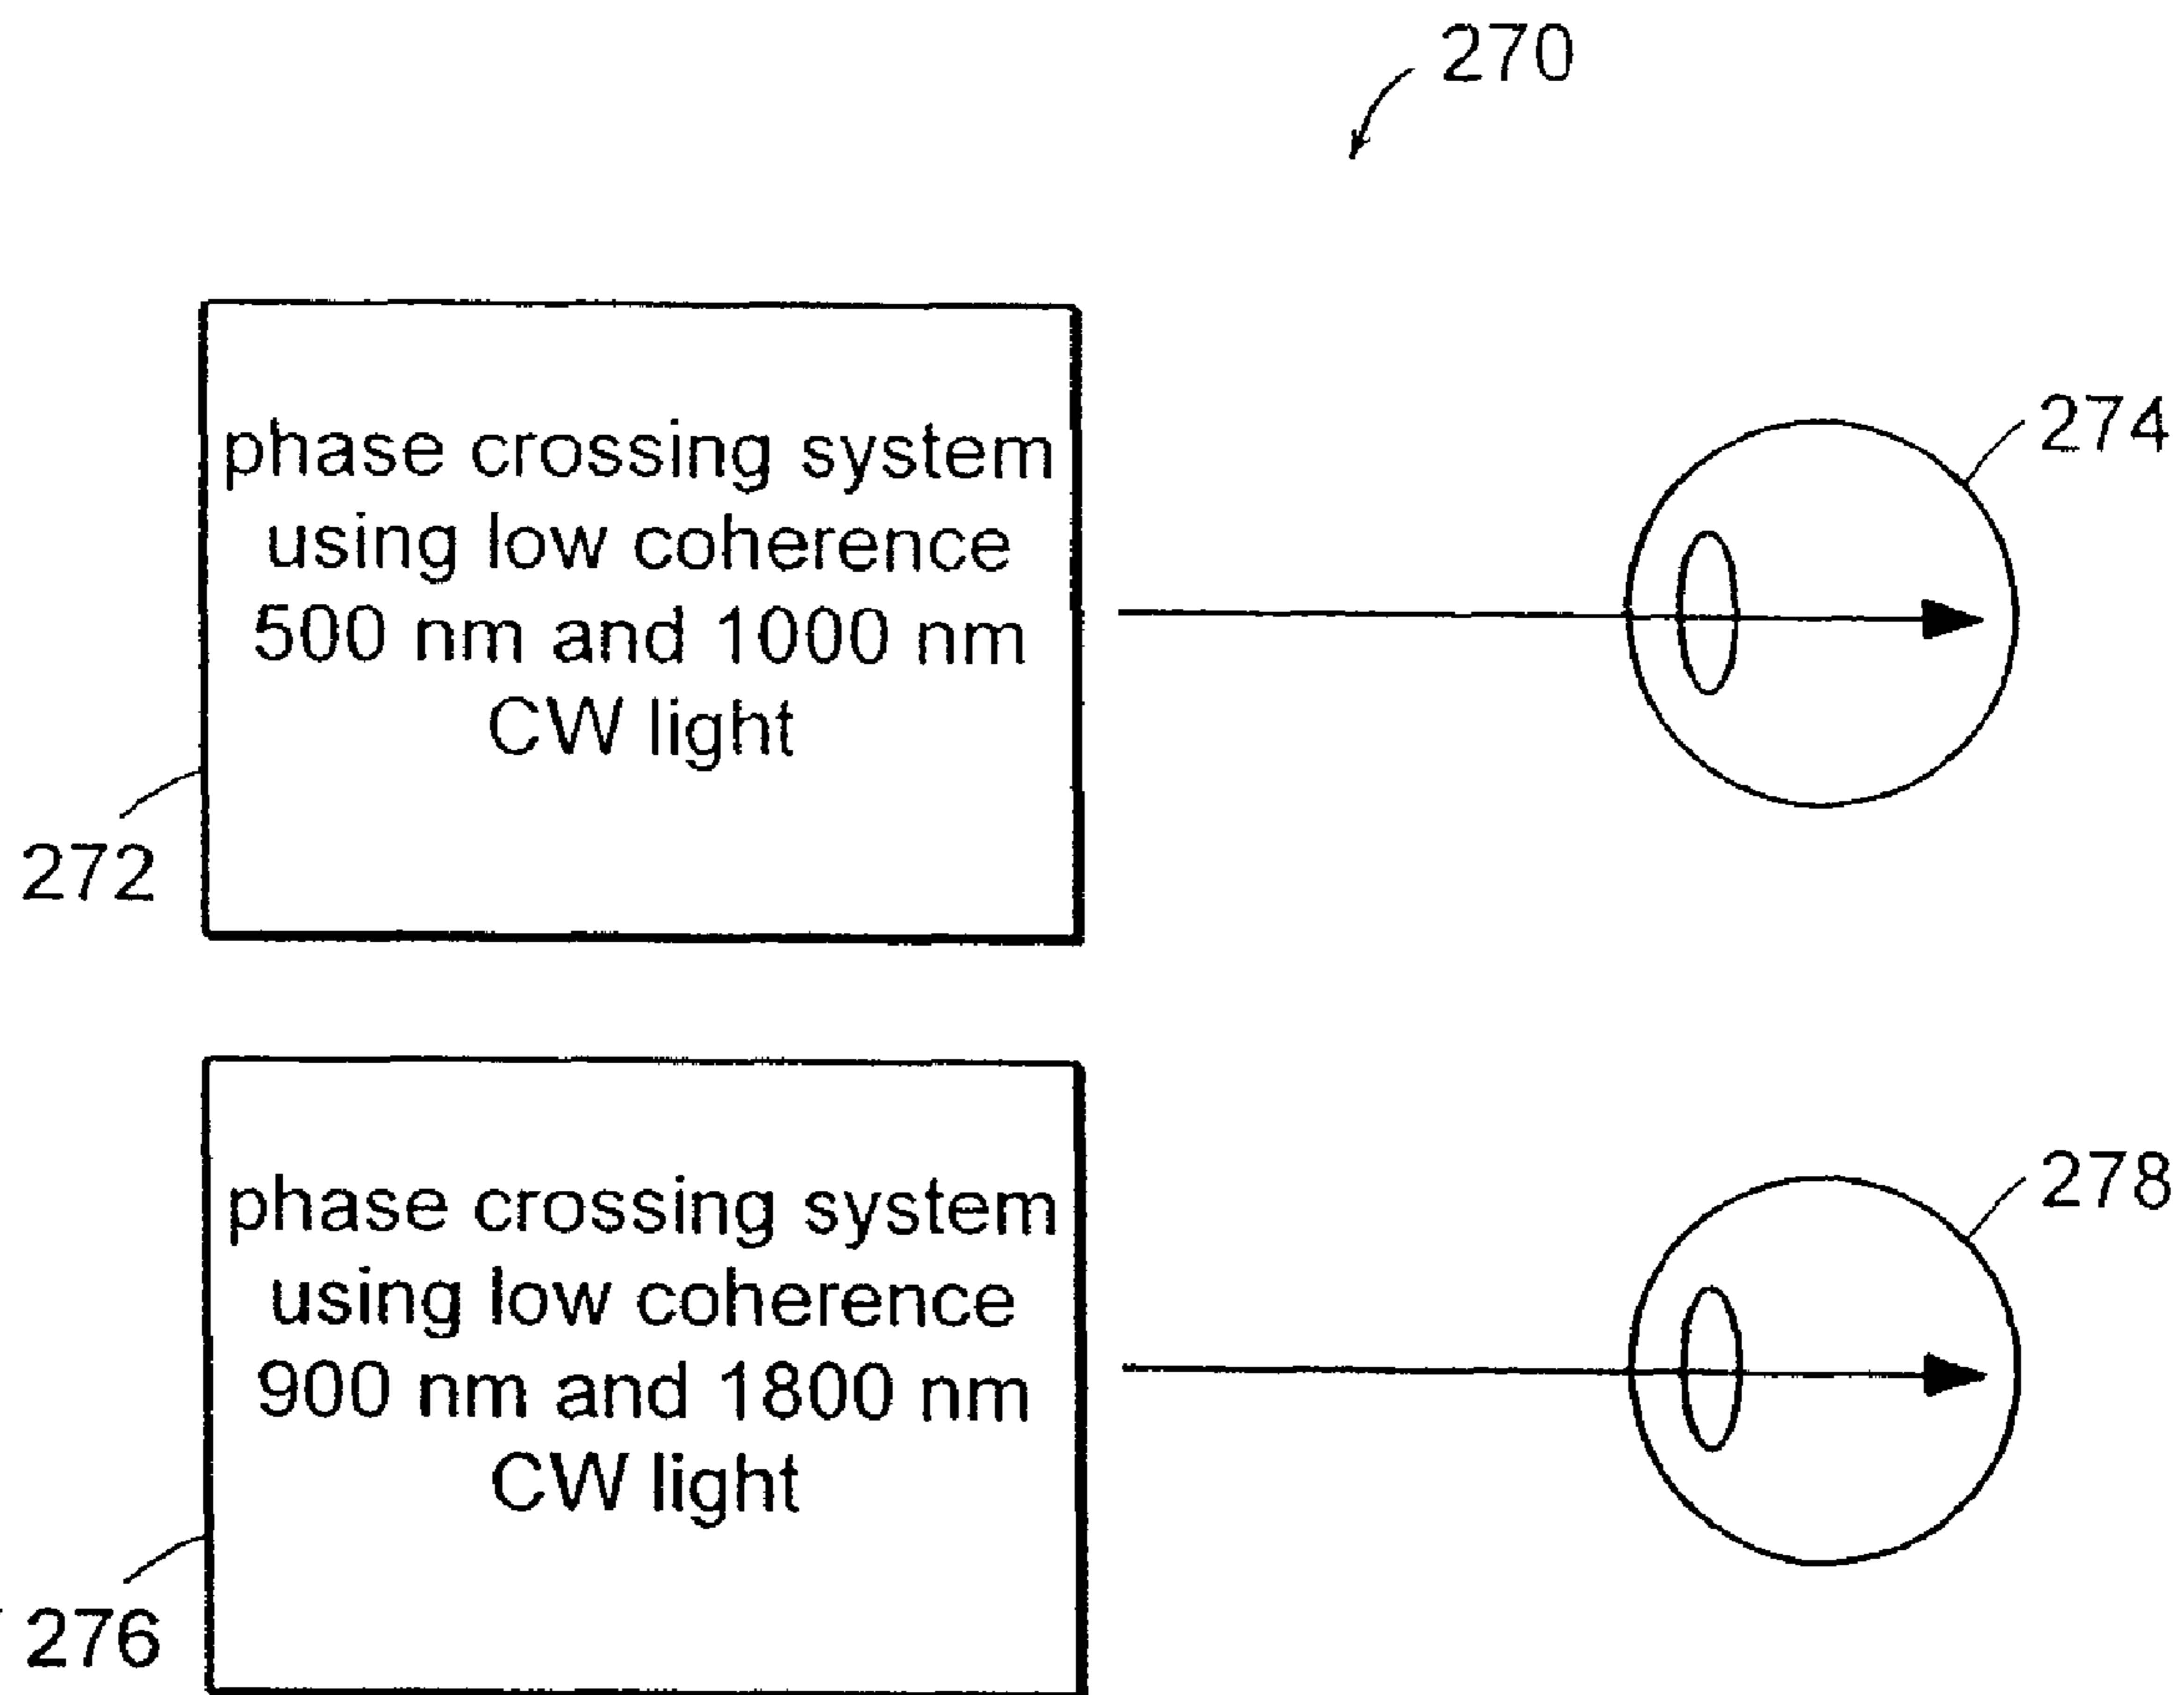 270
phase crossing system
using low coherence
500 nm and 1000 nm
CW light
274
272
phase crossing system
using low coherence
900 nm and 1800 nm
CW light
278
276